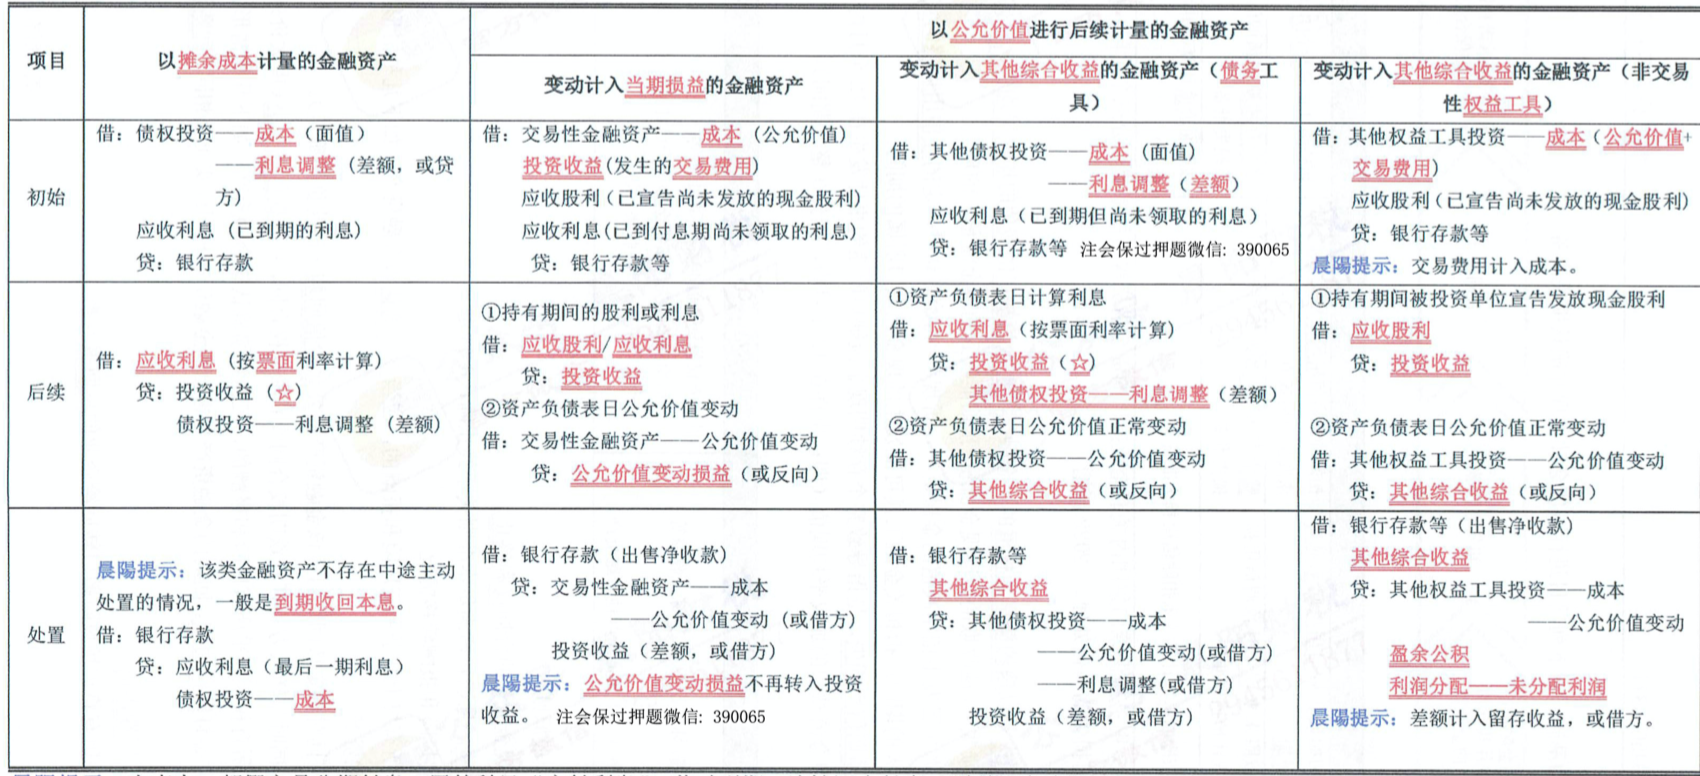 项目
以摊余成本计量的金融资产
以公允价值进行后续计量的金融资产
变动计入当期损益的金融资产
变动计入其他综合收益的金融资产（债务工
具）
变动计入其他综合收益的金融资产（非交易
性权益工具）
初始
借：债权投资——成本（面值）
——利息调整（差额，或贷
方）
应收利息（已到期的利息）
贷：银行存款
借：交易性金融资产——成本（公允价值）
投资收益(发生的交易费用)
应收股利（已宣告尚未发放的现金股利）
应收利息(已到付息期尚未领取的利息)
贷：银行存款等
借：其他债权投资——成本（面值）
——利息调整（差额）
应收利息（已到期但尚未领取的利息）
贷：银行存款等 注会保过押题微信: 390065
借：其他权益工具投资——成本（公允价值+
交易费用）
应收股利（已宣告尚未发放的现金股利）
贷：银行存款等
晨陽提示：交易费用计入成本。
后续
借：应收利息（按票面利率计算）
贷：投资收益（☆）
债权投资——利息调整（差额）
①持有期间的股利或利息
借：应收股利/应收利息
贷：投资收益
②资产负债表日公允价值变动
借：交易性金融资产——公允价值变动
贷：公允价值变动损益（或反向）
①资产负债表日计算利息
借：应收利息（按票面利率计算）
贷：投资收益（☆）
其他债权投资——利息调整（差额）
②资产负债表日公允价值正常变动
借：其他债权投资——公允价值变动
贷：其他综合收益（或反向）
①持有期间被投资单位宣告发放现金股利
借：应收股利
贷：投资收益
②资产负债表日公允价值正常变动
借：其他权益工具投资——公允价值变动
贷：其他综合收益（或反向）
处置
晨陽提示：该类金融资产不存在中途主动
处置的情况，一般是到期收回本息。
借：银行存款
贷：应收利息（最后一期利息）
债权投资——成本
借：银行存款（出售净收款）
贷：交易性金融资产——成本
——公允价值变动（或借方）
投资收益（差额，或借方）
晨陽提示：公允价值变动损益不再转入投资
收益。 注会保过押题微信: 390065
借：银行存款等
其他综合收益
贷：其他债权投资——成本
——公允价值变动(或借方)
——利息调整(或借方)
投资收益（差额，或借方）
借：银行存款等（出售净收款）
其他综合收益
贷：其他权益工具投资——成本
——公允价值变动
盈余公积
利润分配——未分配利润
晨陽提示：差额计入留存收益，或借方。